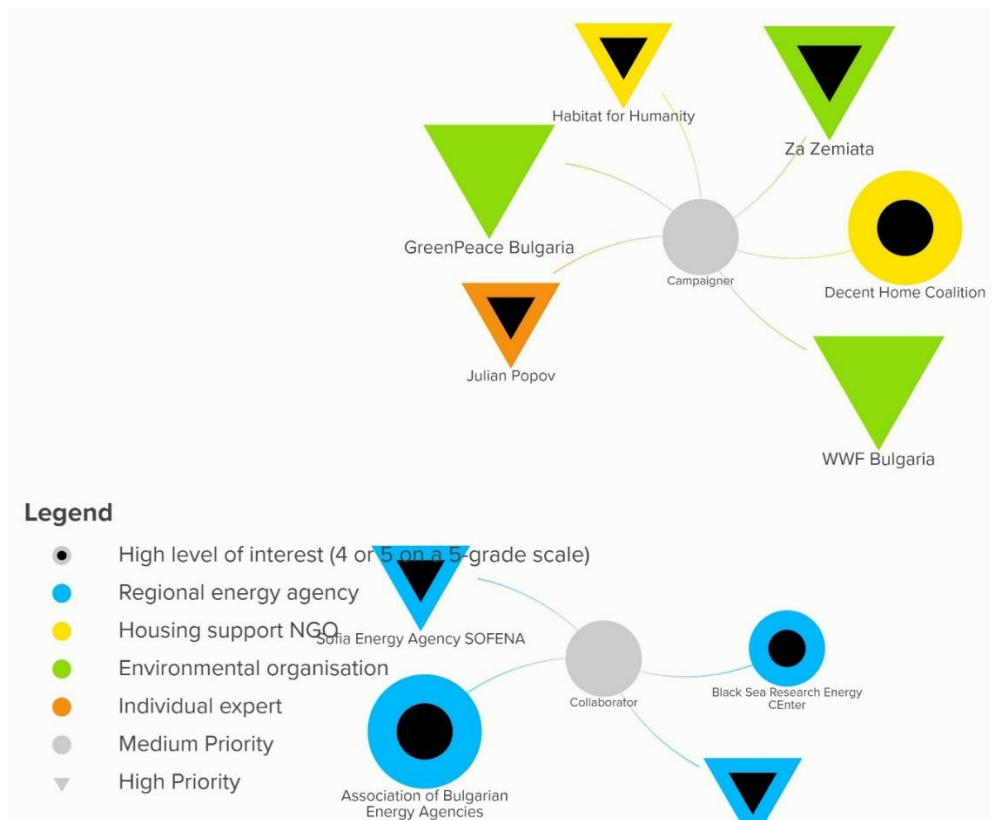 Habitat for Humanity
Za Zemiata
GreenPeace Bulgaria
Campaigner
Decent Home Coalition
Julian Popov
WWF Bulgaria
Legend
High level of interest (4 or 5 on a 5-grade scale)
Regional energy agency
Housing support NGO
Sofia Energy Agency SOFENA
Environmental organisation
Individual expert
Medium Priority
High Priority
Collaborator
Black Sea Research Energy
CEnter
Association of Bulgarian
Energy Agencies